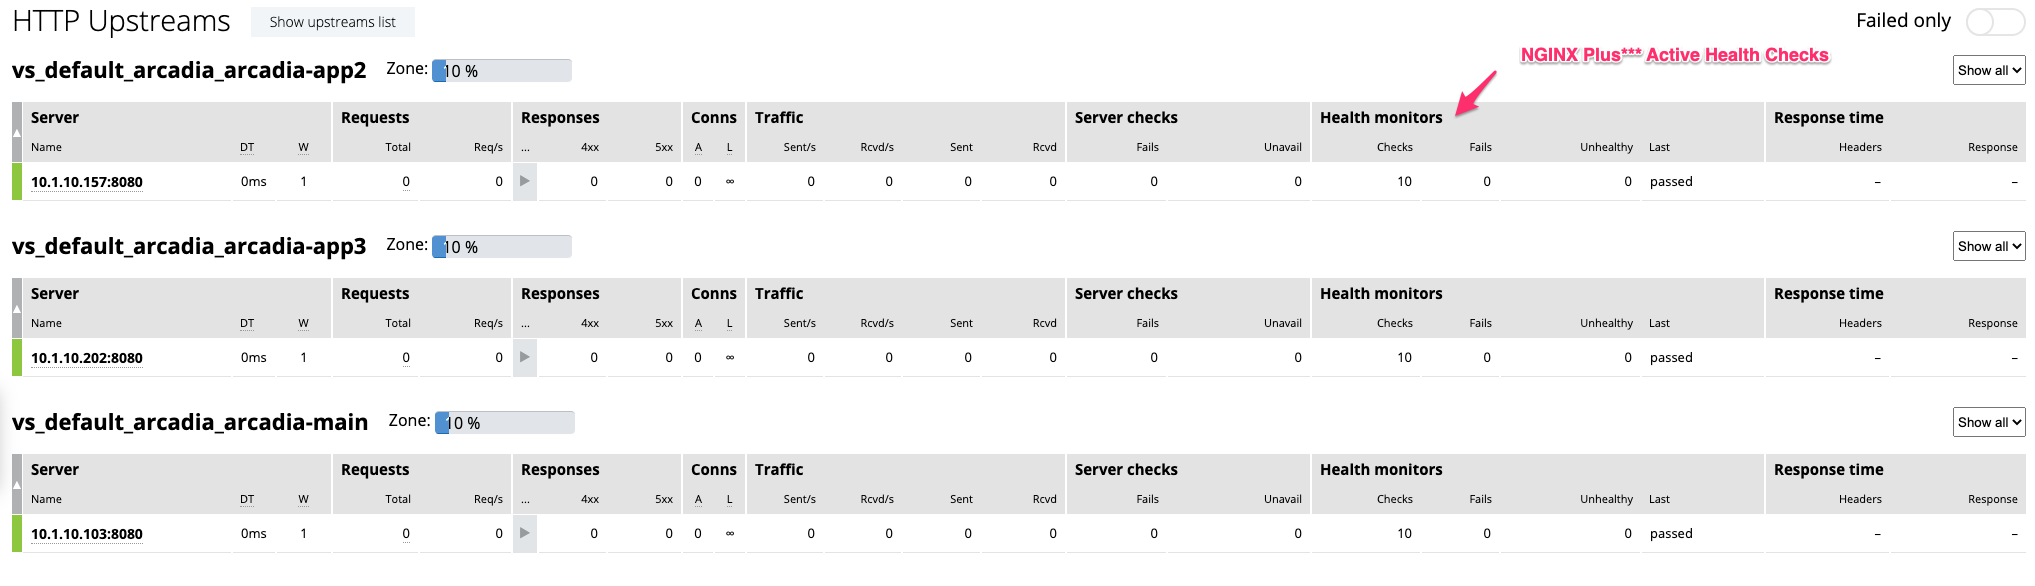 HTTP Upstreams Show upstreams list Failed only
NGINX Plus*** Active Health Checks
vs_default_arcadia_arcadia-app2 Zone: 10 % Show all
Server Requests Responses Conns Traffic Server checks Health monitors Response time
Name DT W Total Req/s ... 4xx 5xx A L Sent/s Rcvd/s Sent Rcvd Fails Unavail Checks Fails Unhealthy Last Headers Response
10.1.10.157:8080 0ms 1 0 0 0 0 0 ∞ 0 0 0 0 0 0 10 0 0 passed – –
vs_default_arcadia_arcadia-app3 Zone: 10 % Show all
Server Requests Responses Conns Traffic Server checks Health monitors Response time
Name DT W Total Req/s ... 4xx 5xx A L Sent/s Rcvd/s Sent Rcvd Fails Unavail Checks Fails Unhealthy Last Headers Response
10.1.10.202:8080 0ms 1 0 0 0 0 0 ∞ 0 0 0 0 0 0 10 0 0 passed – –
vs_default_arcadia_arcadia-main Zone: 10 % Show all
Server Requests Responses Conns Traffic Server checks Health monitors Response time
Name DT W Total Req/s ... 4xx 5xx A L Sent/s Rcvd/s Sent Rcvd Fails Unavail Checks Fails Unhealthy Last Headers Response
10.1.10.103:8080 0ms 1 0 0 0 0 0 ∞ 0 0 0 0 0 0 10 0 0 passed – –